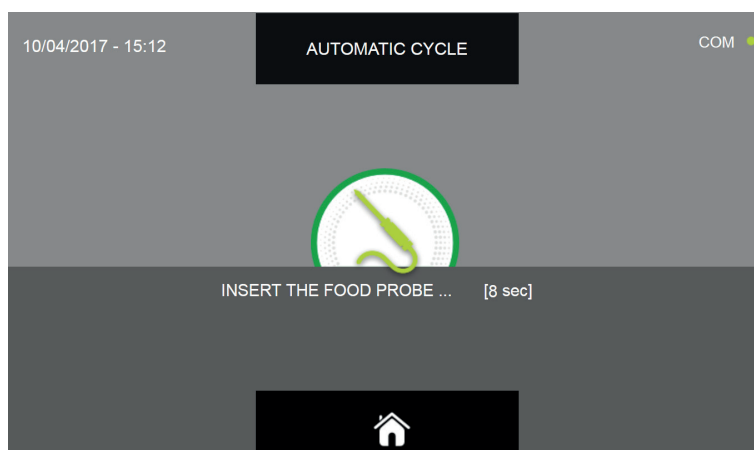 10/04/2017 - 15:12
AUTOMATIC CYCLE
COM
INSERT THE FOOD PROBE ... [8 sec]